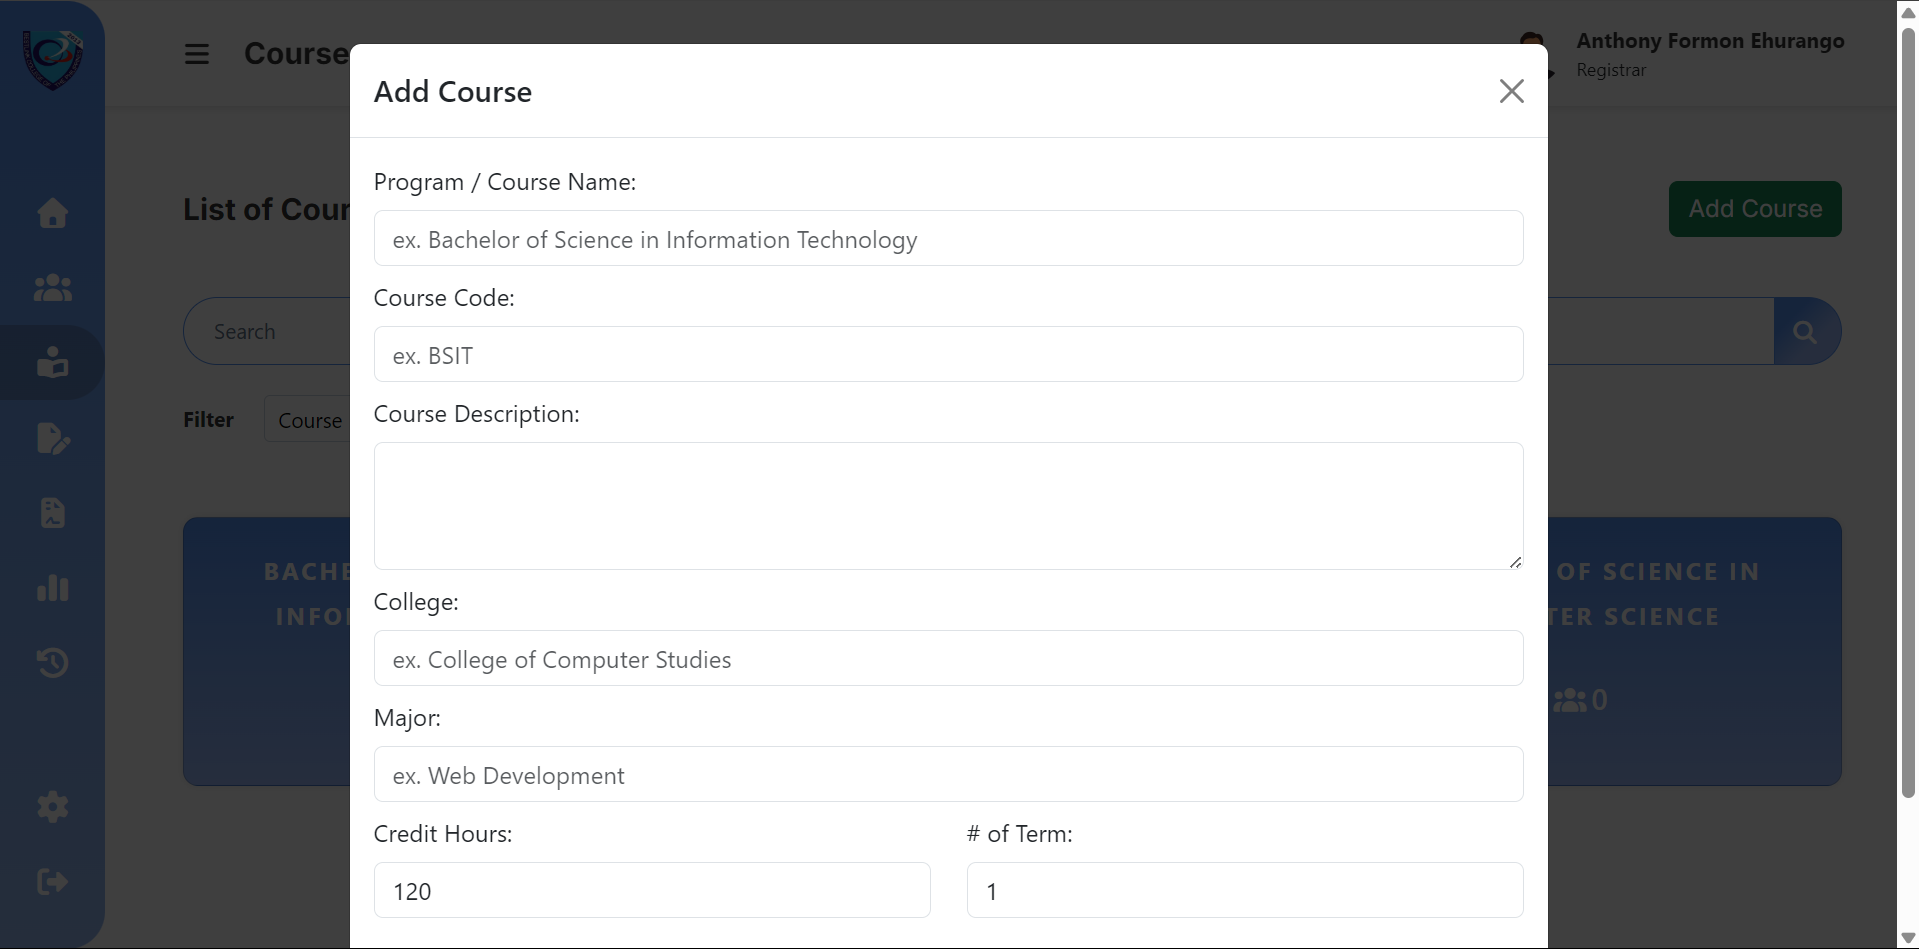 Course
Anthony Formon Ehurango
Registrar
Add Course
Program / Course Name:
ex. Bachelor of Science in Information Technology
List of Cour
Add Course
Course Code:
ex. BSIT
Search
Filter
Course
Course Description:
BACHE
INFOR
OF SCIENCE IN
TER SCIENCE
0
College:
ex. College of Computer Studies
Major:
ex. Web Development
Credit Hours:
# of Term:
120
1